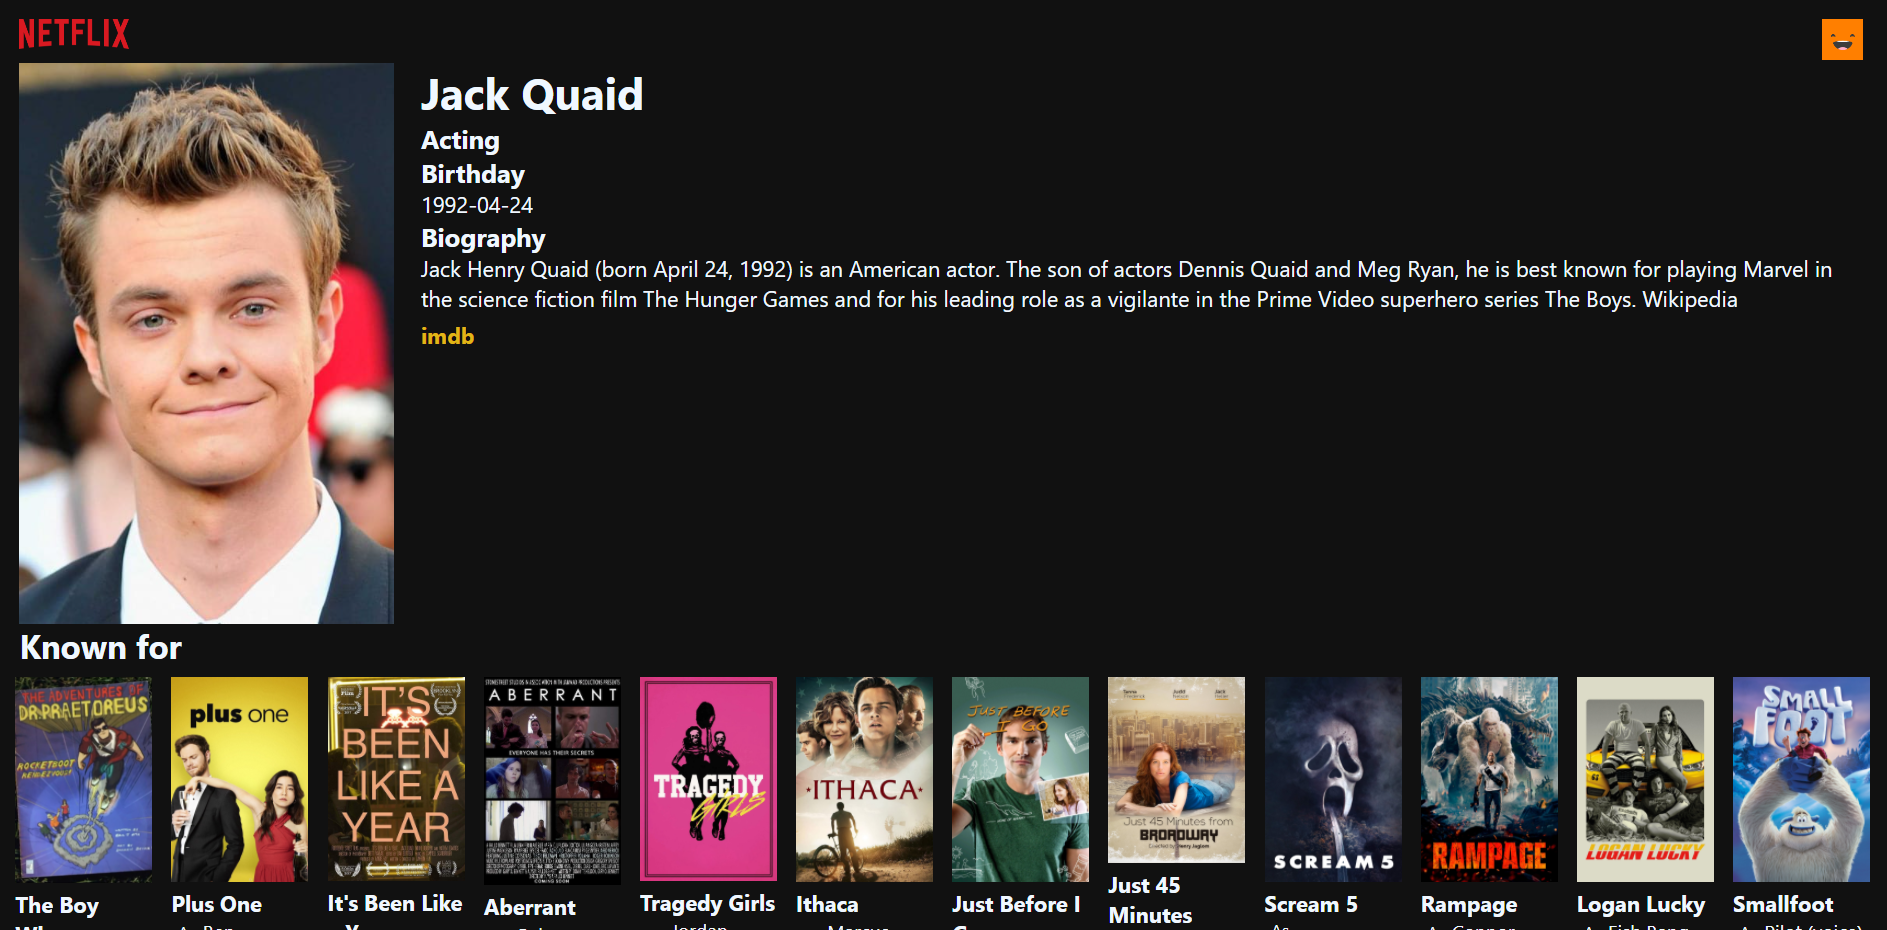 NETFLIX
Jack Quaid
Acting
Birthday
1992-04-24
Biography
Jack Henry Quaid (born April 24, 1992) is an American actor. The son of actors Dennis Quaid and Meg Ryan, he is best known for playing Marvel in
the science fiction film The Hunger Games and for his leading role as a vigilante in the Prime Video superhero series The Boys. Wikipedia
imdb
Known for
THE ADVENTURES OF
DR. PRAETOREUS
ROCKETBOOT
plus one
IT'S
BEEN
LIKE A
YEAR
ABERRANT
EVERYONE HAS THEIR SECRETS
COMING SOON
TRAGEDY
GIRLS
ITHACA
JUST BEFORE
I GO
Just 45 Minutes from
BROADWAY
SCREAM 5
RAMPAGE
LOGAN LUCKY
SMALL
FOOT
The Boy
Plus One
It's Been Like
Aberrant
Tragedy Girls
Ithaca
Just Before I
Just 45
Minutes
Scream 5
Rampage
Logan Lucky
Smallfoot